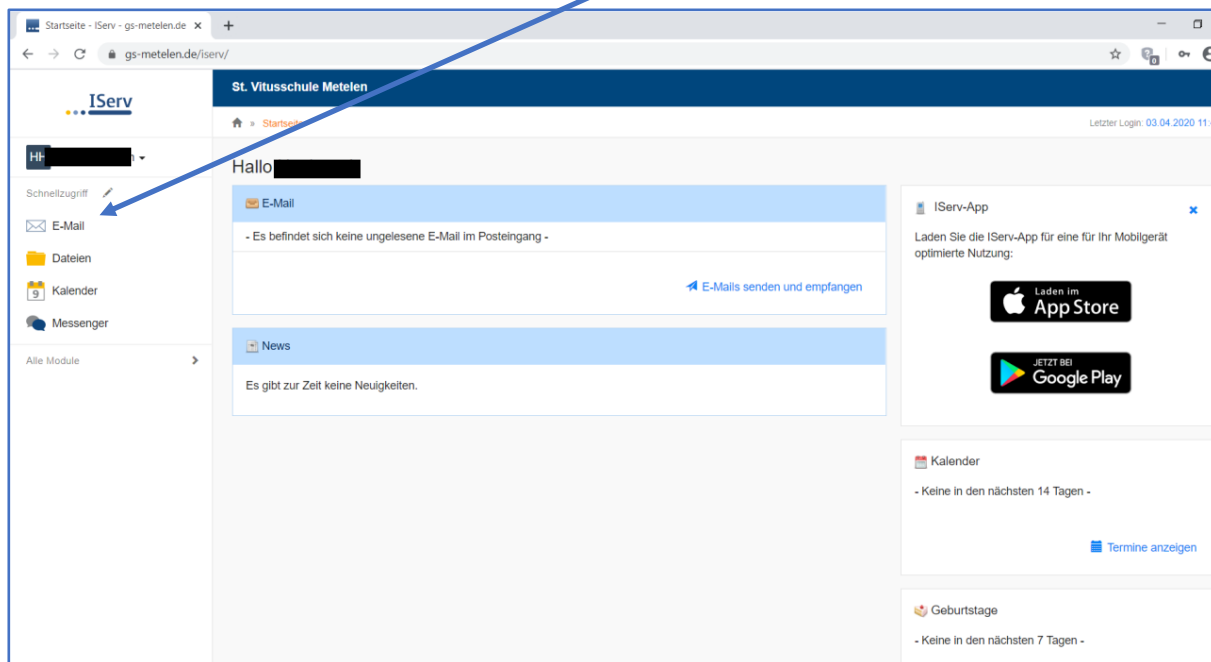 Startseite - IServ - gs-metelen.de
gs-metelen.de/iserv/
0
IServ
St. Vitusschule Metelen
» Startseite
Letzter Login: 03.04.2020 11:
HH
Hallo
Schnellzugriff
E-Mail
Dateien
9 Kalender
Messenger
Alle Module
E-Mail
- Es befindet sich keine ungelesene E-Mail im Posteingang -
E-Mails senden und empfangen
News
Es gibt zur Zeit keine Neuigkeiten.
IServ-App
Laden Sie die IServ-App für eine für Ihr Mobilgerät
optimierte Nutzung:
Laden im
App Store
JETZT BEI
Google Play
Kalender
- Keine in den nächsten 14 Tagen -
Termine anzeigen
Geburtstage
- Keine in den nächsten 7 Tagen -